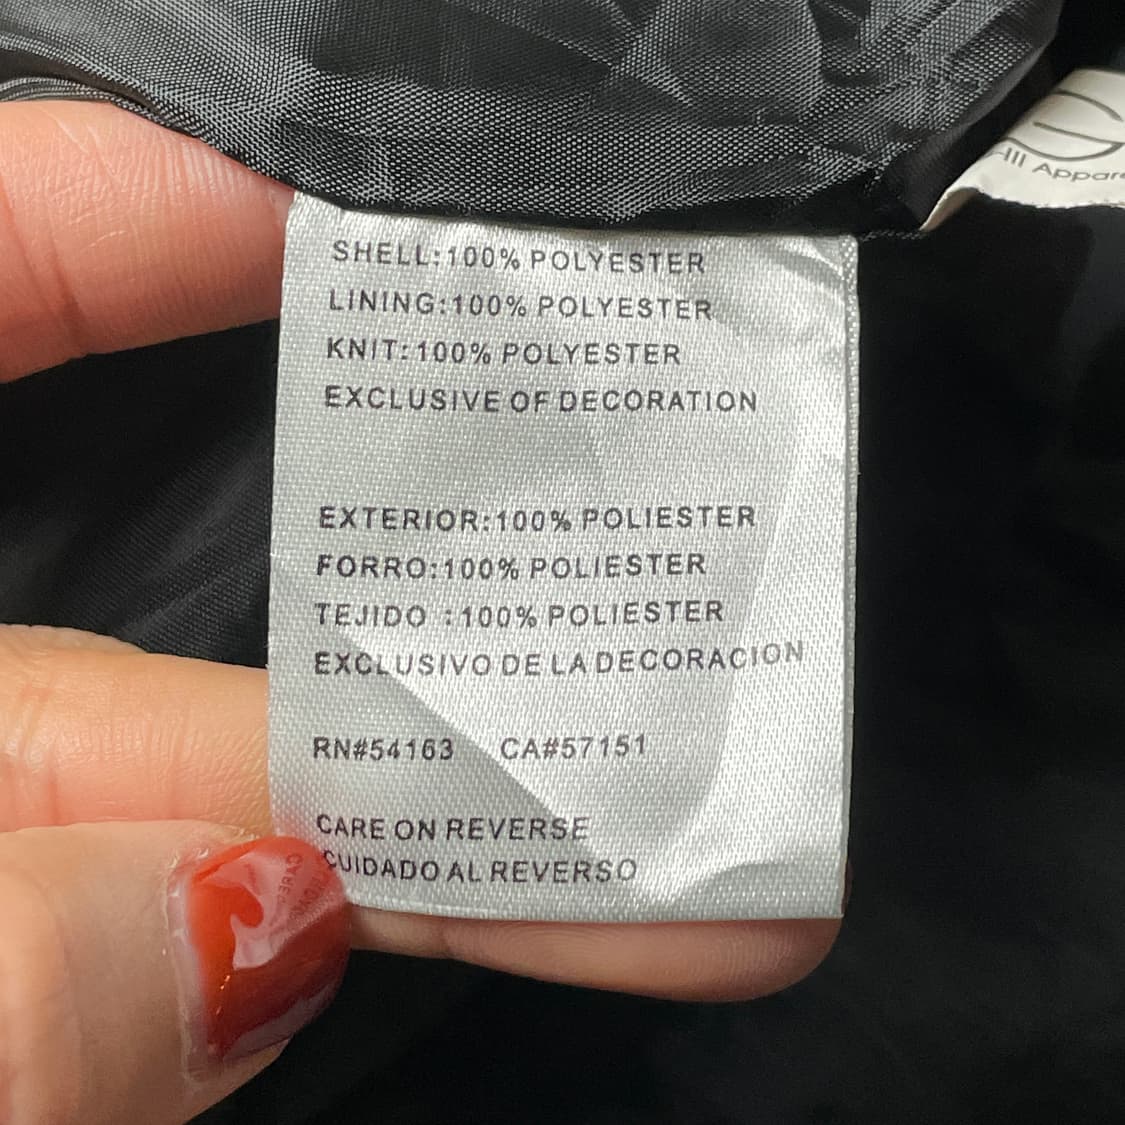 SHELL:100% POLYESTER
LINING:100% POLYESTER
KNIT:100% POLYESTER
EXCLUSIVE OF DECORATION
EXTERIOR:100% POLIESTER
FORRO:100% POLIESTER
TEJIDO :100% POLIESTER
EXCLUSIVO DE LA DECORACION
RN#54163 CA#57151
CARE ON REVERSE
CUIDADO AL REVERSO